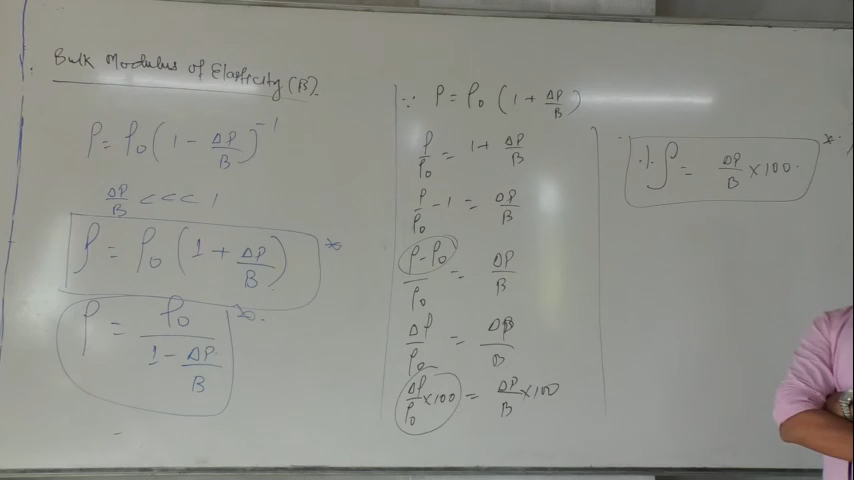 Bulk Modulus of Elasticity (B).
ρ = ρ₀ (1 - ΔP/B)⁻¹
ΔP/B <<< 1
ρ = ρ₀ (1 + ΔP/B) *
ρ = ρ₀ / (1 - ΔP/B) *
∵ ρ = ρ₀ (1 + ΔP/B)
ρ/ρ₀ = 1 + ΔP/B
ρ/ρ₀ - 1 = ΔP/B
(ρ - ρ₀)/ρ₀ = ΔP/B
Δρ/ρ₀ = ΔP/B
Δρ/ρ₀ × 100 = ΔP/B × 100
.\. ρ = ΔP/B × 100. *